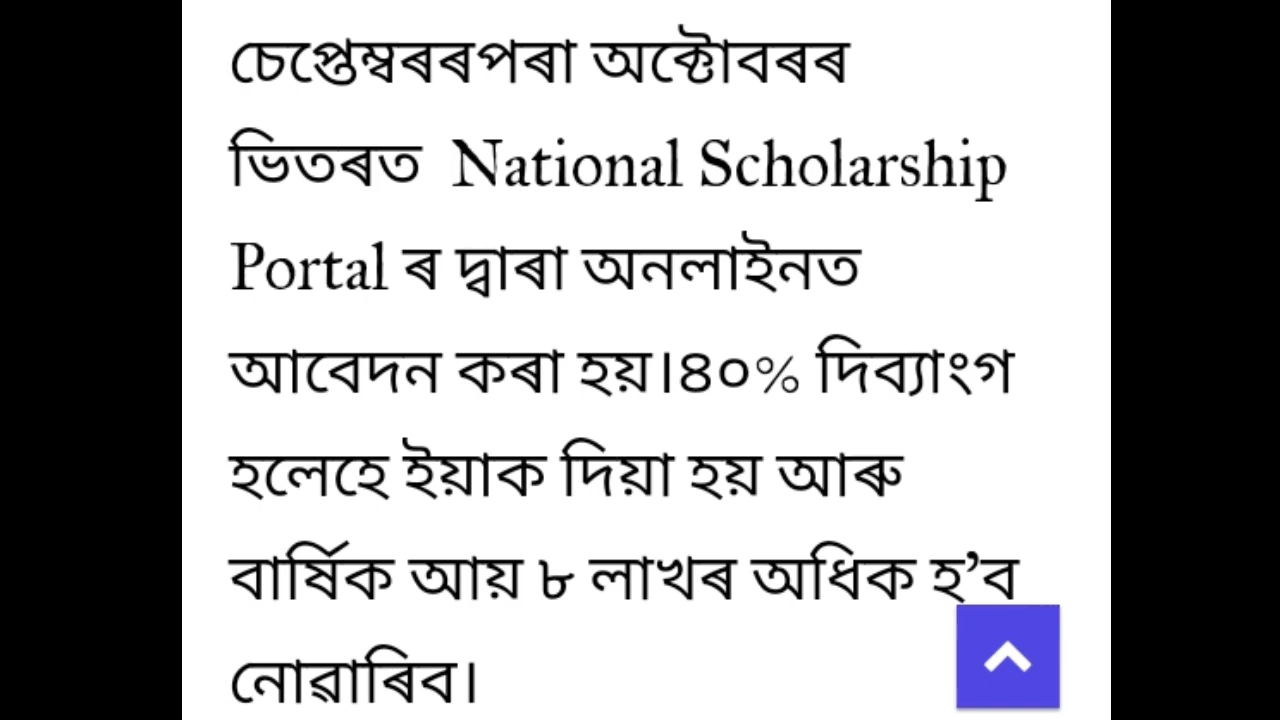 চেপ্তেম্বৰৰপৰা অক্টোবৰৰ
ভিতৰত National Scholarship
Portal ৰ দ্বাৰা অনলাইনত
আবেদন কৰা হয়।৪০% দিব্যাংগ
হলেহে ইয়াক দিয়া হয় আৰু
বাৰ্ষিক আয় ৮ লাখৰ অধিক হ’ব
নোৱাৰিব।